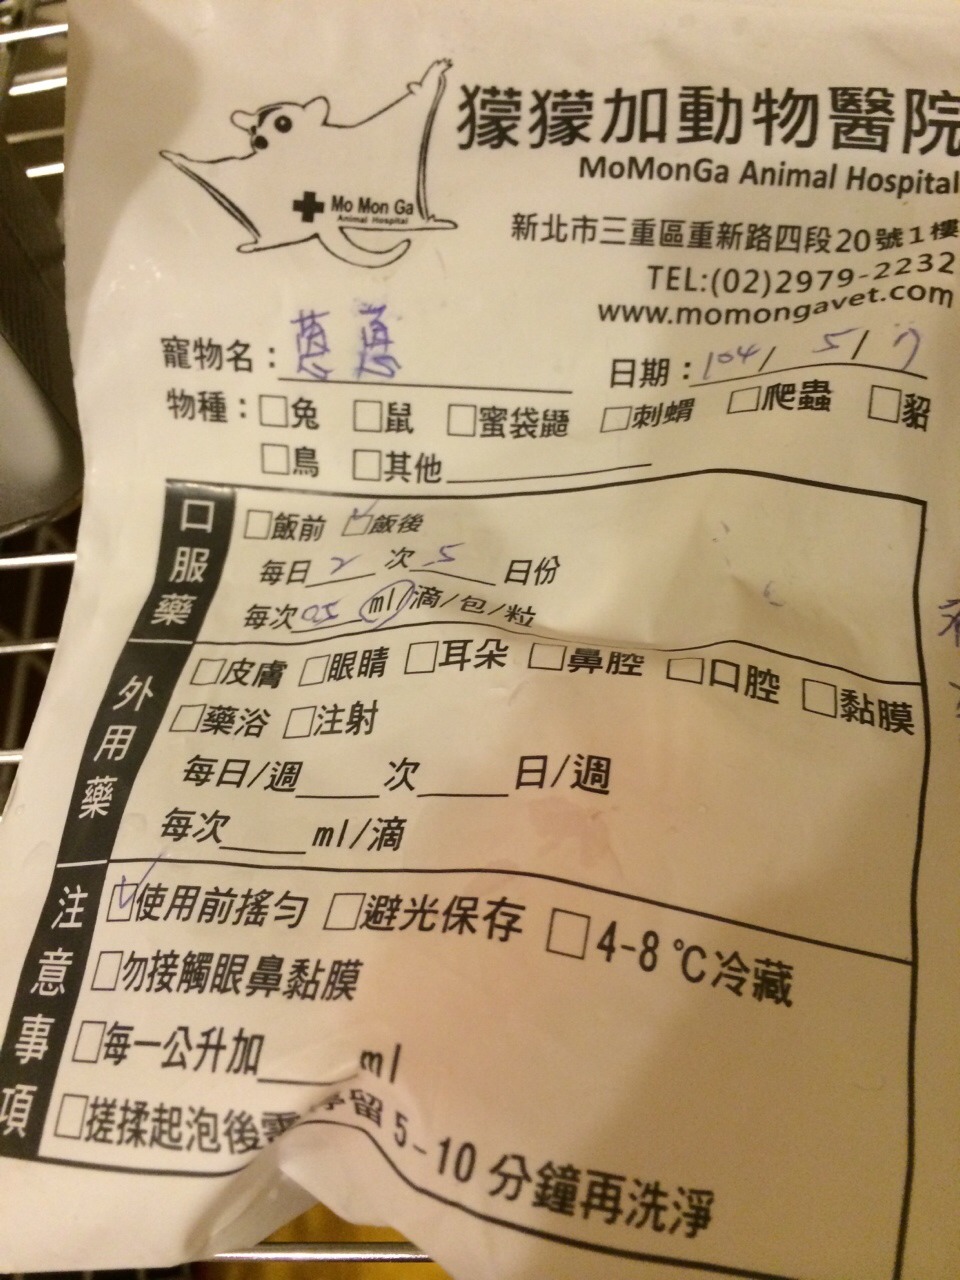 獴獴加動物醫院
MoMonGa Animal Hospital
Mo Mon Ga
Animal Hospital
新北市三重區重新路四段20號1樓
TEL:(02)2979-2232
www.momongavet.com
寵物名：
日期：104/ 5/
物種：□兔 □鼠 □蜜袋鼯 □刺蝟 □爬蟲 □貂
□鳥 □其他
口服藥
□飯前 ☑飯後
每日 2 次 5 日份
每次 0.5 ml/滴/包/粒
外用藥
□皮膚 □眼睛 □耳朵 □鼻腔 □口腔 □黏膜
□藥浴 □注射
每日/週____次____日/週
每次____ml/滴
注意事項
☑使用前搖勻 □避光保存 □4-8℃冷藏
□勿接觸眼鼻黏膜
□每一公升加____ml
□搓揉起泡後需停留5-10分鐘再洗淨